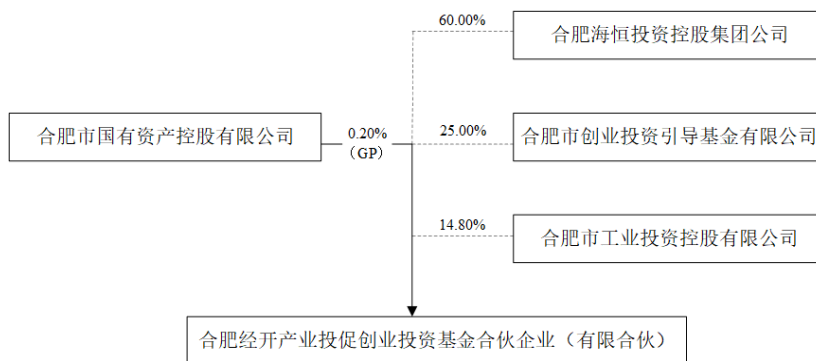 60.00%
合肥海恒投资控股集团公司
合肥市国有资产控股有限公司
0.20%
（GP）
25.00%
合肥市创业投资引导基金有限公司
14.80%
合肥市工业投资控股有限公司
合肥经开产业投促创业投资基金合伙企业（有限合伙）